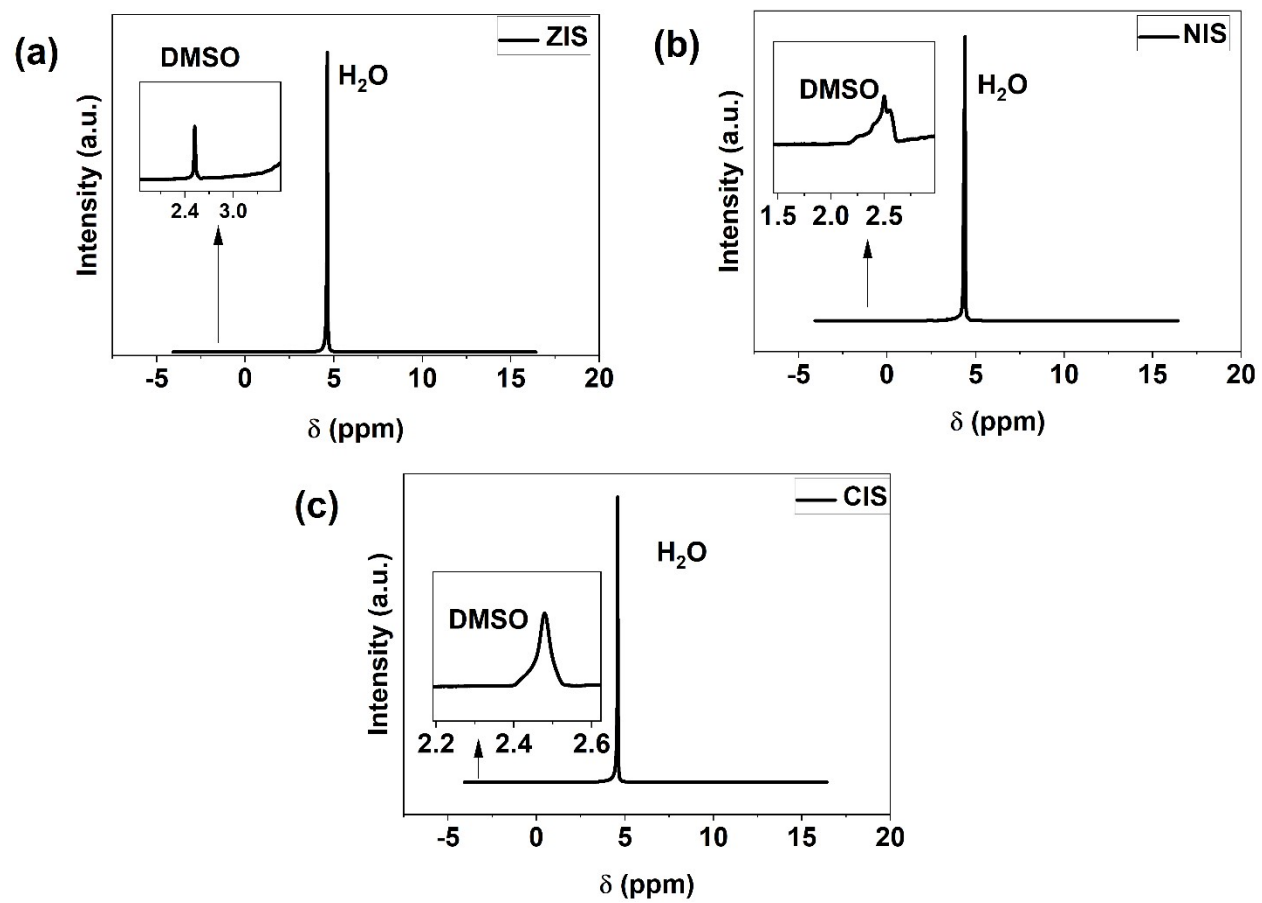 (a)
ZIS
DMSO
H₂O
2.4 3.0
Intensity (a.u.)
-5 0 5 10 15 20
δ (ppm)
(b)
NIS
DMSO
H₂O
1.5 2.0 2.5
Intensity (a.u.)
-5 0 5 10 15 20
δ (ppm)
(c)
CIS
H₂O
DMSO
2.2 2.4 2.6
Intensity (a.u.)
-5 0 5 10 15 20
δ (ppm)